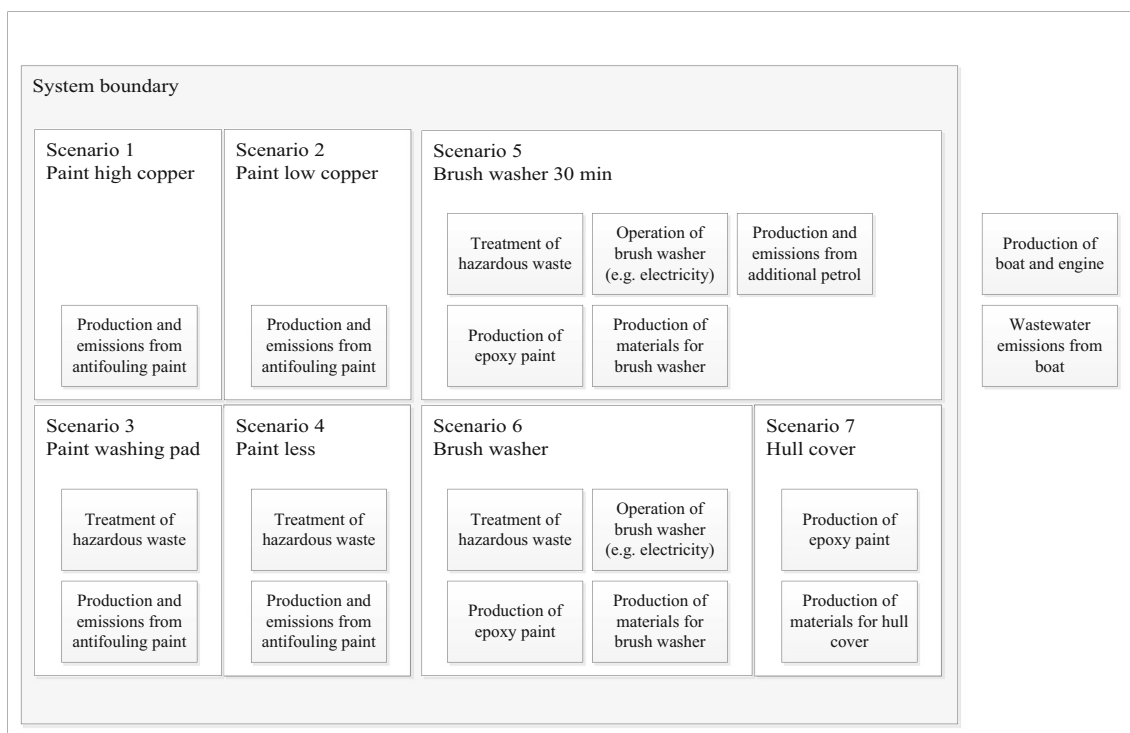 System boundary
Scenario 1
Paint high copper
Production and
emissions from
antifouling paint
Scenario 2
Paint low copper
Production and
emissions from
antifouling paint
Scenario 5
Brush washer 30 min
Treatment of
hazardous waste
Operation of
brush washer
(e.g. electricity)
Production and
emissions from
additional petrol
Production of
epoxy paint
Production of
materials for
brush washer
Production of
boat and engine
Wastewater
emissions from
boat
Scenario 3
Paint washing pad
Treatment of
hazardous waste
Production and
emissions from
antifouling paint
Scenario 4
Paint less
Treatment of
hazardous waste
Production and
emissions from
antifouling paint
Scenario 6
Brush washer
Treatment of
hazardous waste
Operation of
brush washer
(e.g. electricity)
Production of
epoxy paint
Production of
materials for
brush washer
Scenario 7
Hull cover
Production of
epoxy paint
Production of
materials for hull
cover